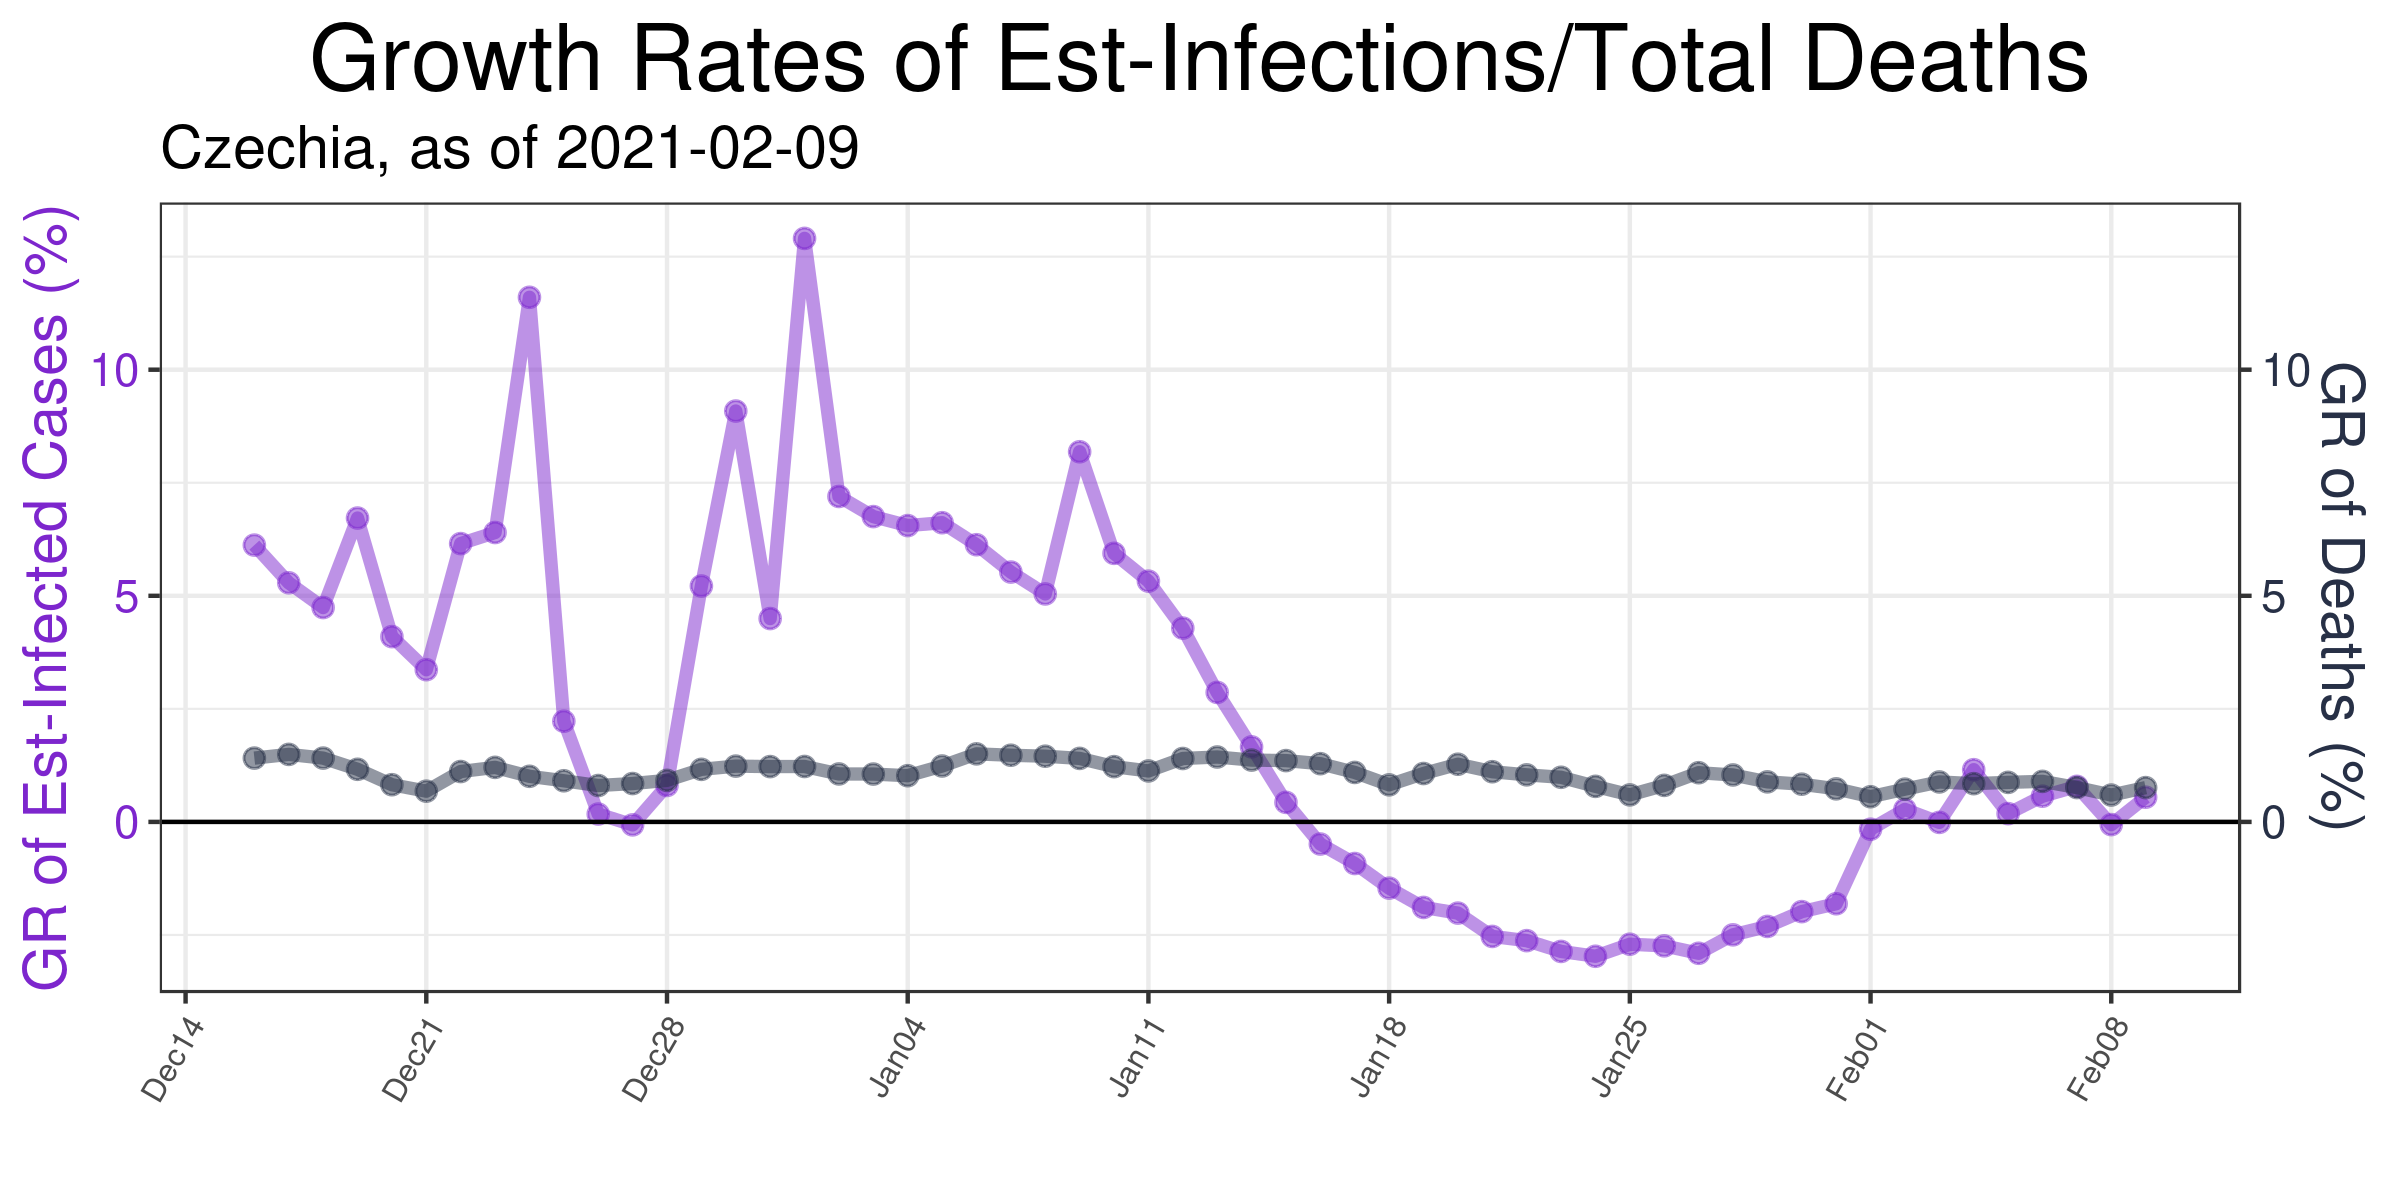 Growth Rates of Est-Infections/Total Deaths
Czechia, as of 2021-02-09
GR of Est-Infected Cases (%)
10
5
0
10
5
0
GR of Deaths (%)
Dec14
Dec21
Dec28
Jan04
Jan11
Jan18
Jan25
Feb01
Feb08